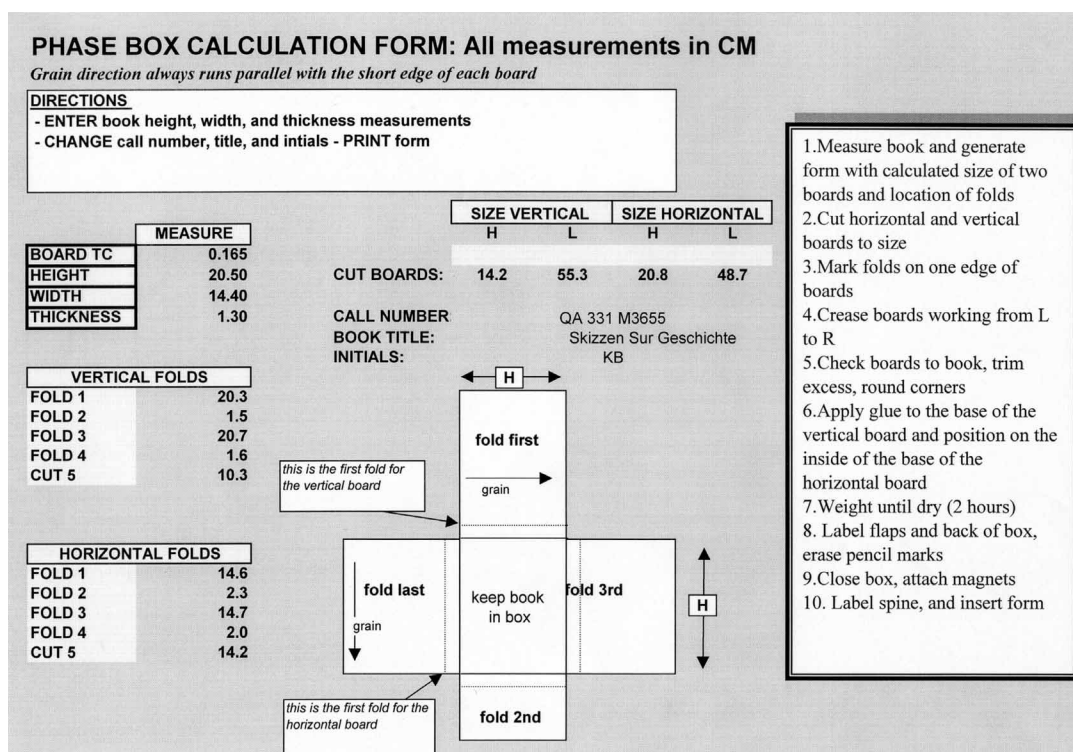 PHASE BOX CALCULATION FORM: All measurements in CM
Grain direction always runs parallel with the short edge of each board
DIRECTIONS
- ENTER book height, width, and thickness measurements
- CHANGE call number, title, and intials - PRINT form
MEASURE
BOARD TC 0.165
HEIGHT 20.50
WIDTH 14.40
THICKNESS 1.30
SIZE VERTICAL SIZE HORIZONTAL
H L H L
CUT BOARDS: 14.2 55.3 20.8 48.7
CALL NUMBER QA 331 M3655
BOOK TITLE: Skizzen Sur Geschichte
INITIALS: KB
VERTICAL FOLDS
FOLD 1 20.3
FOLD 2 1.5
FOLD 3 20.7
FOLD 4 1.6
CUT 5 10.3
HORIZONTAL FOLDS
FOLD 1 14.6
FOLD 2 2.3
FOLD 3 14.7
FOLD 4 2.0
CUT 5 14.2
H
fold first
grain
this is the first fold for
the vertical board
fold last
grain
keep book
in box
fold 3rd
H
this is the first fold for the
horizontal board
fold 2nd
1.Measure book and generate
form with calculated size of two
boards and location of folds
2.Cut horizontal and vertical
boards to size
3.Mark folds on one edge of
boards
4.Crease boards working from L
to R
5.Check boards to book, trim
excess, round corners
6.Apply glue to the base of the
vertical board and position on the
inside of the base of the
horizontal board
7.Weight until dry (2 hours)
8. Label flaps and back of box,
erase pencil marks
9.Close box, attach magnets
10. Label spine, and insert form